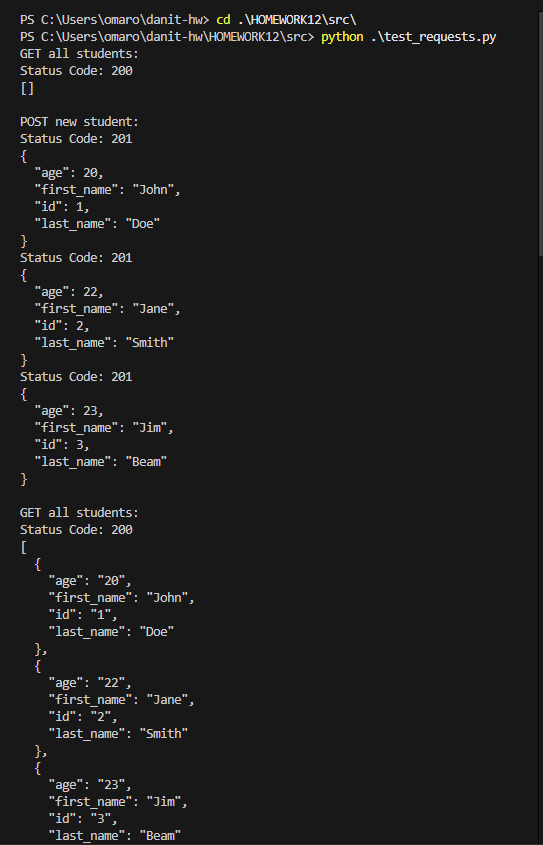 PS C:\Users\omaro\danit-hw> cd .\HOMEWORK12\src\
PS C:\Users\omaro\danit-hw\HOMEWORK12\src> python .\test_requests.py
GET all students:
Status Code: 200
[]

POST new student:
Status Code: 201
{
  "age": 20,
  "first_name": "John",
  "id": 1,
  "last_name": "Doe"
}
Status Code: 201
{
  "age": 22,
  "first_name": "Jane",
  "id": 2,
  "last_name": "Smith"
}
Status Code: 201
{
  "age": 23,
  "first_name": "Jim",
  "id": 3,
  "last_name": "Beam"
}

GET all students:
Status Code: 200
[
  {
    "age": "20",
    "first_name": "John",
    "id": "1",
    "last_name": "Doe"
  },
  {
    "age": "22",
    "first_name": "Jane",
    "id": "2",
    "last_name": "Smith"
  },
  {
    "age": "23",
    "first_name": "Jim",
    "id": "3",
    "last_name": "Beam"